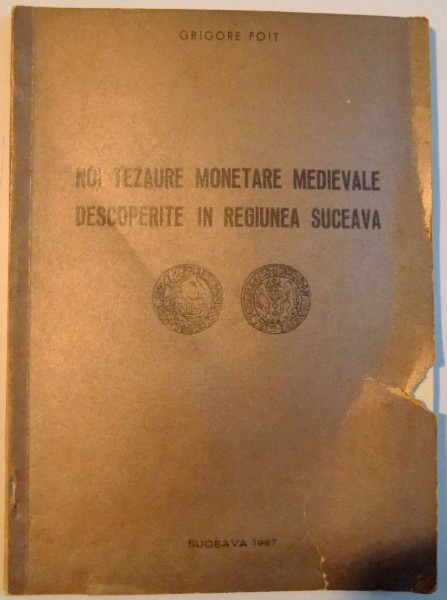 GRIGORE FOIT
NOI TEZAURE MONETARE MEDIEVALE
DESCOPERITE IN REGIUNEA SUCEAVA
SUCEAVA 1967